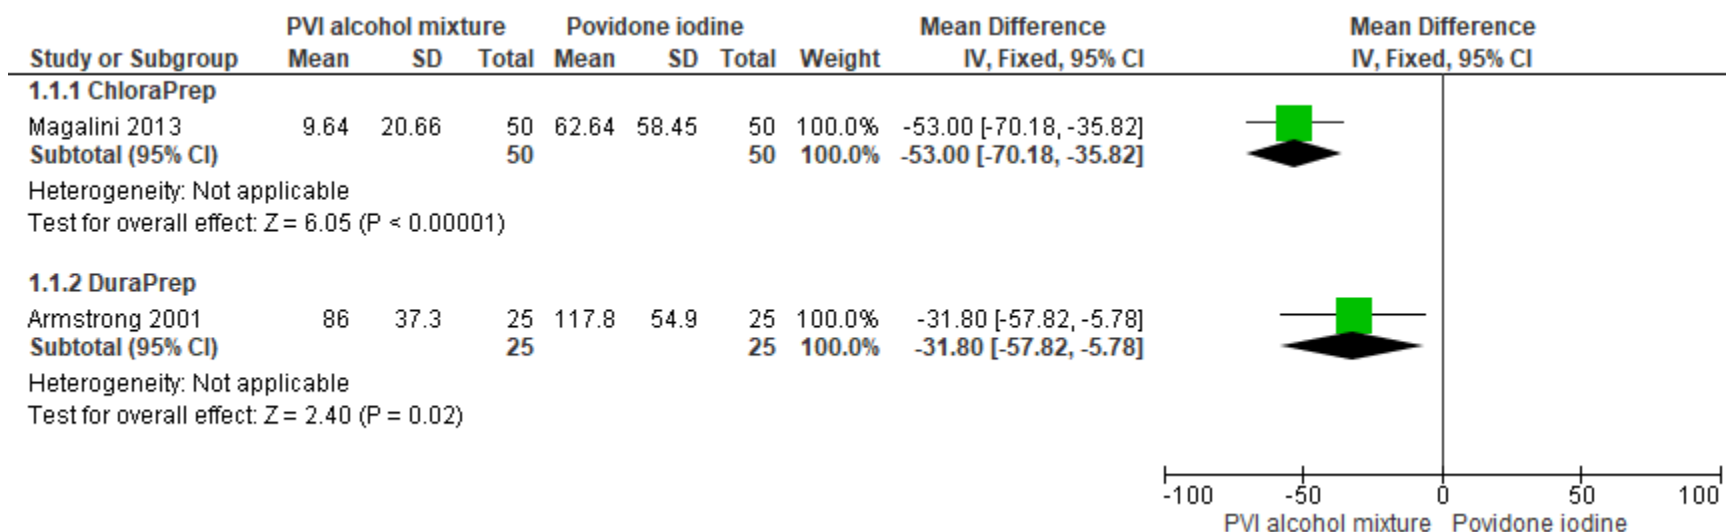 PVI alcohol mixture Povidone iodine Mean Difference Mean Difference
Study or Subgroup Mean SD Total Mean SD Total Weight IV, Fixed, 95% CI IV, Fixed, 95% CI
1.1.1 ChloraPrep
Magalini 2013 9.64 20.66 50 62.64 58.45 50 100.0% -53.00 [-70.18, -35.82]
Subtotal (95% CI) 50 50 100.0% -53.00 [-70.18, -35.82]
Heterogeneity: Not applicable
Test for overall effect: Z = 6.05 (P < 0.00001)
1.1.2 DuraPrep
Armstrong 2001 86 37.3 25 117.8 54.9 25 100.0% -31.80 [-57.82, -5.78]
Subtotal (95% CI) 25 25 100.0% -31.80 [-57.82, -5.78]
Heterogeneity: Not applicable
Test for overall effect: Z = 2.40 (P = 0.02)
-100 -50 0 50 100
PVI alcohol mixture Povidone iodine